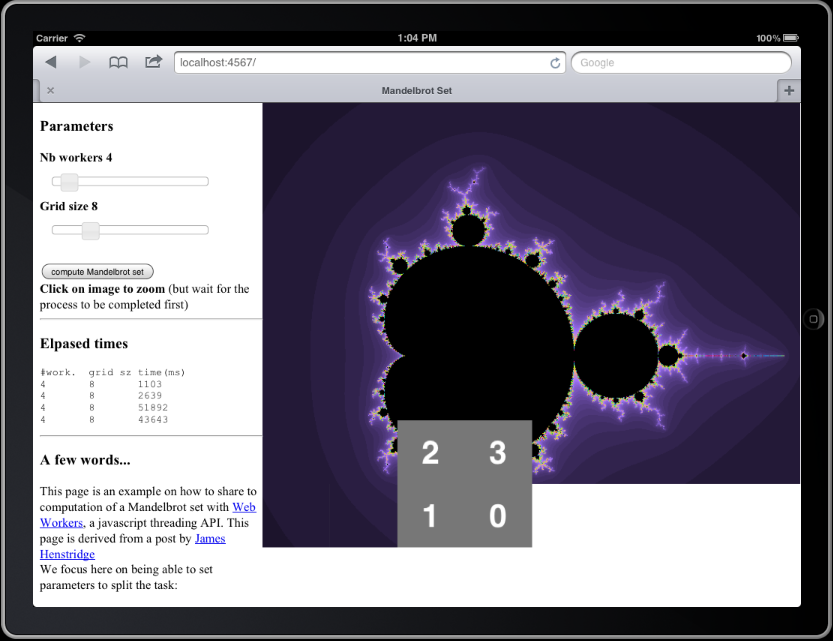 Carrier 1:04 PM 100%
localhost:4567/ Google
Mandelbrot Set
Parameters
Nb workers 4
Grid size 8
compute Mandelbrot set
Click on image to zoom (but wait for the
process to be completed first)
Elpased times
#work. grid sz time(ms)
4 8 1103
4 8 2639
4 8 51892
4 8 43643
A few words...
This page is an example on how to share to
computation of a Mandelbrot set with Web
Workers, a javascript threading API. This
page is derived from a post by James
Henstridge
We focus here on being able to set
parameters to split the task:
2 3
1 0